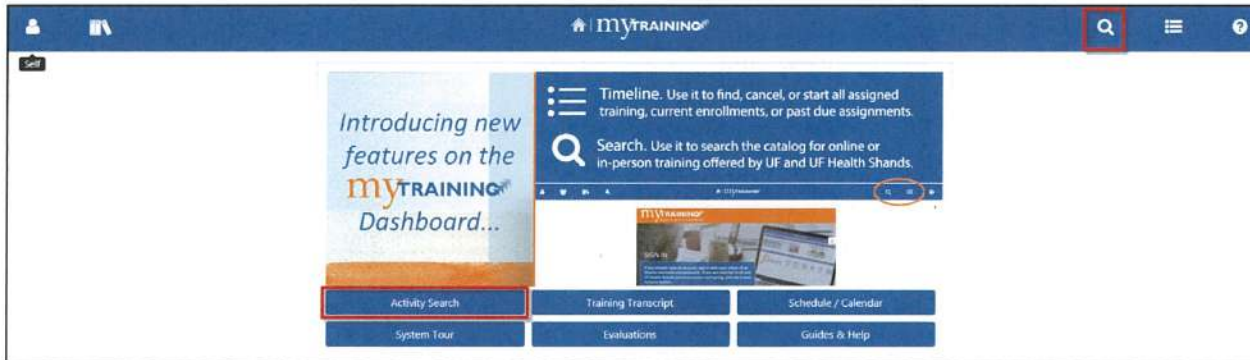 myTRAINING
Self
Introducing new
features on the
myTRAINING
Dashboard...
Timeline. Use it to find, cancel, or start all assigned
training, current enrollments, or past due assignments.
Search. Use it to search the catalog for online or
in-person training offered by UF and UF Health Shands.
myTRAINING
myTRAINING
SIGN IN
Activity Search
Training Transcript
Schedule / Calendar
System Tour
Evaluations
Guides & Help